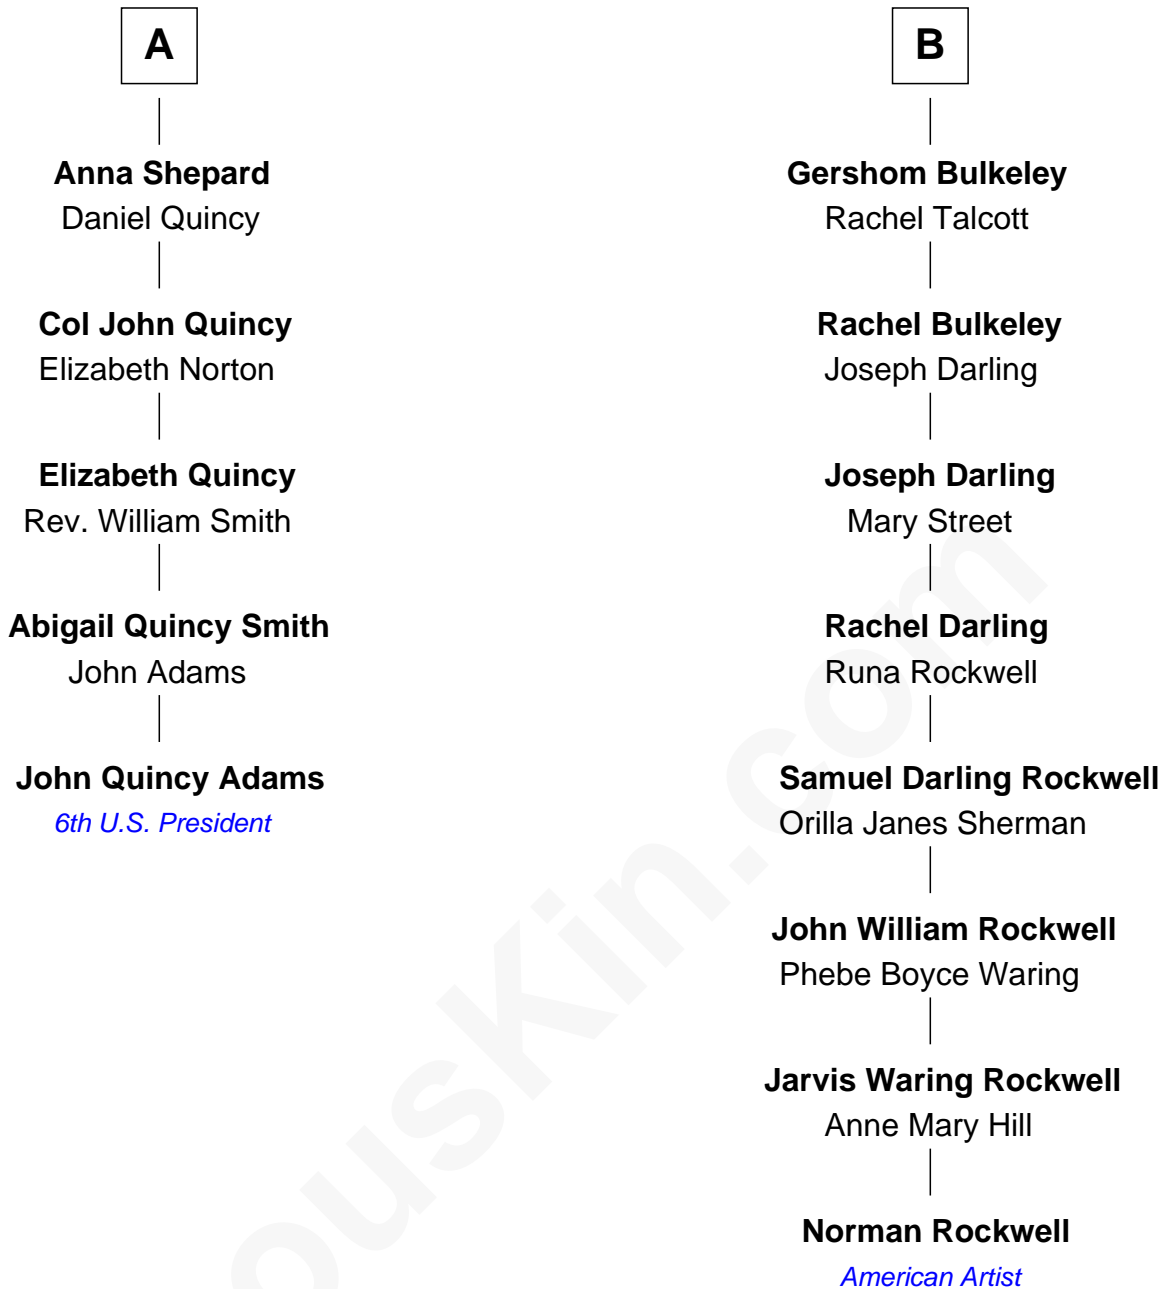 A
Anna Shepard
Daniel Quincy
Col John Quincy
Elizabeth Norton
Elizabeth Quincy
Rev. William Smith
Abigail Quincy Smith
John Adams
John Quincy Adams
6th U.S. President
B
Gershom Bulkeley
Rachel Talcott
Rachel Bulkeley
Joseph Darling
Joseph Darling
Mary Street
Rachel Darling
Runa Rockwell
Samuel Darling Rockwell
Orilla Janes Sherman
John William Rockwell
Phebe Boyce Waring
Jarvis Waring Rockwell
Anne Mary Hill
Norman Rockwell
American Artist
ousKin.com